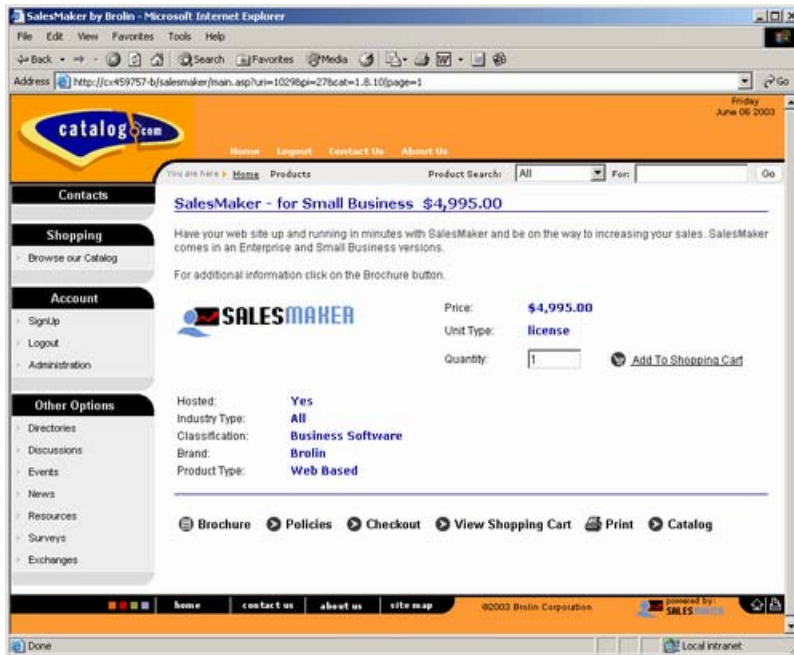 SalesMaker by Brolin - Microsoft Internet Explorer
File Edit View Favorites Tools Help
Back Search Favorites Media
Address http://cx459757-b/salesmaker/main.asp?uri=1029&pi=27&cat=1.8.10|page=1 Go
Friday
June 06 2003
catalog.com
Home Logout Contact Us About Us
You are here Home Products Product Search: All For: Go
Contacts
Shopping
Browse our Catalog
Account
SignUp
Logout
Administration
Other Options
Directories
Discussions
Events
News
Resources
Surveys
Exchanges
SalesMaker - for Small Business $4,995.00
Have your web site up and running in minutes with SalesMaker and be on the way to increasing your sales. SalesMaker
comes in an Enterprise and Small Business versions.
For additional information click on the Brochure button.
SALESMAKER
Price: $4,995.00
Unit Type: license
Quantity: 1 Add To Shopping Cart
Hosted: Yes
Industry Type: All
Classification: Business Software
Brand: Brolin
Product Type: Web Based
Brochure Policies Checkout View Shopping Cart Print Catalog
home contact us about us site map ©2003 Brolin Corporation powered by:
SALESMAKER
Done Local intranet